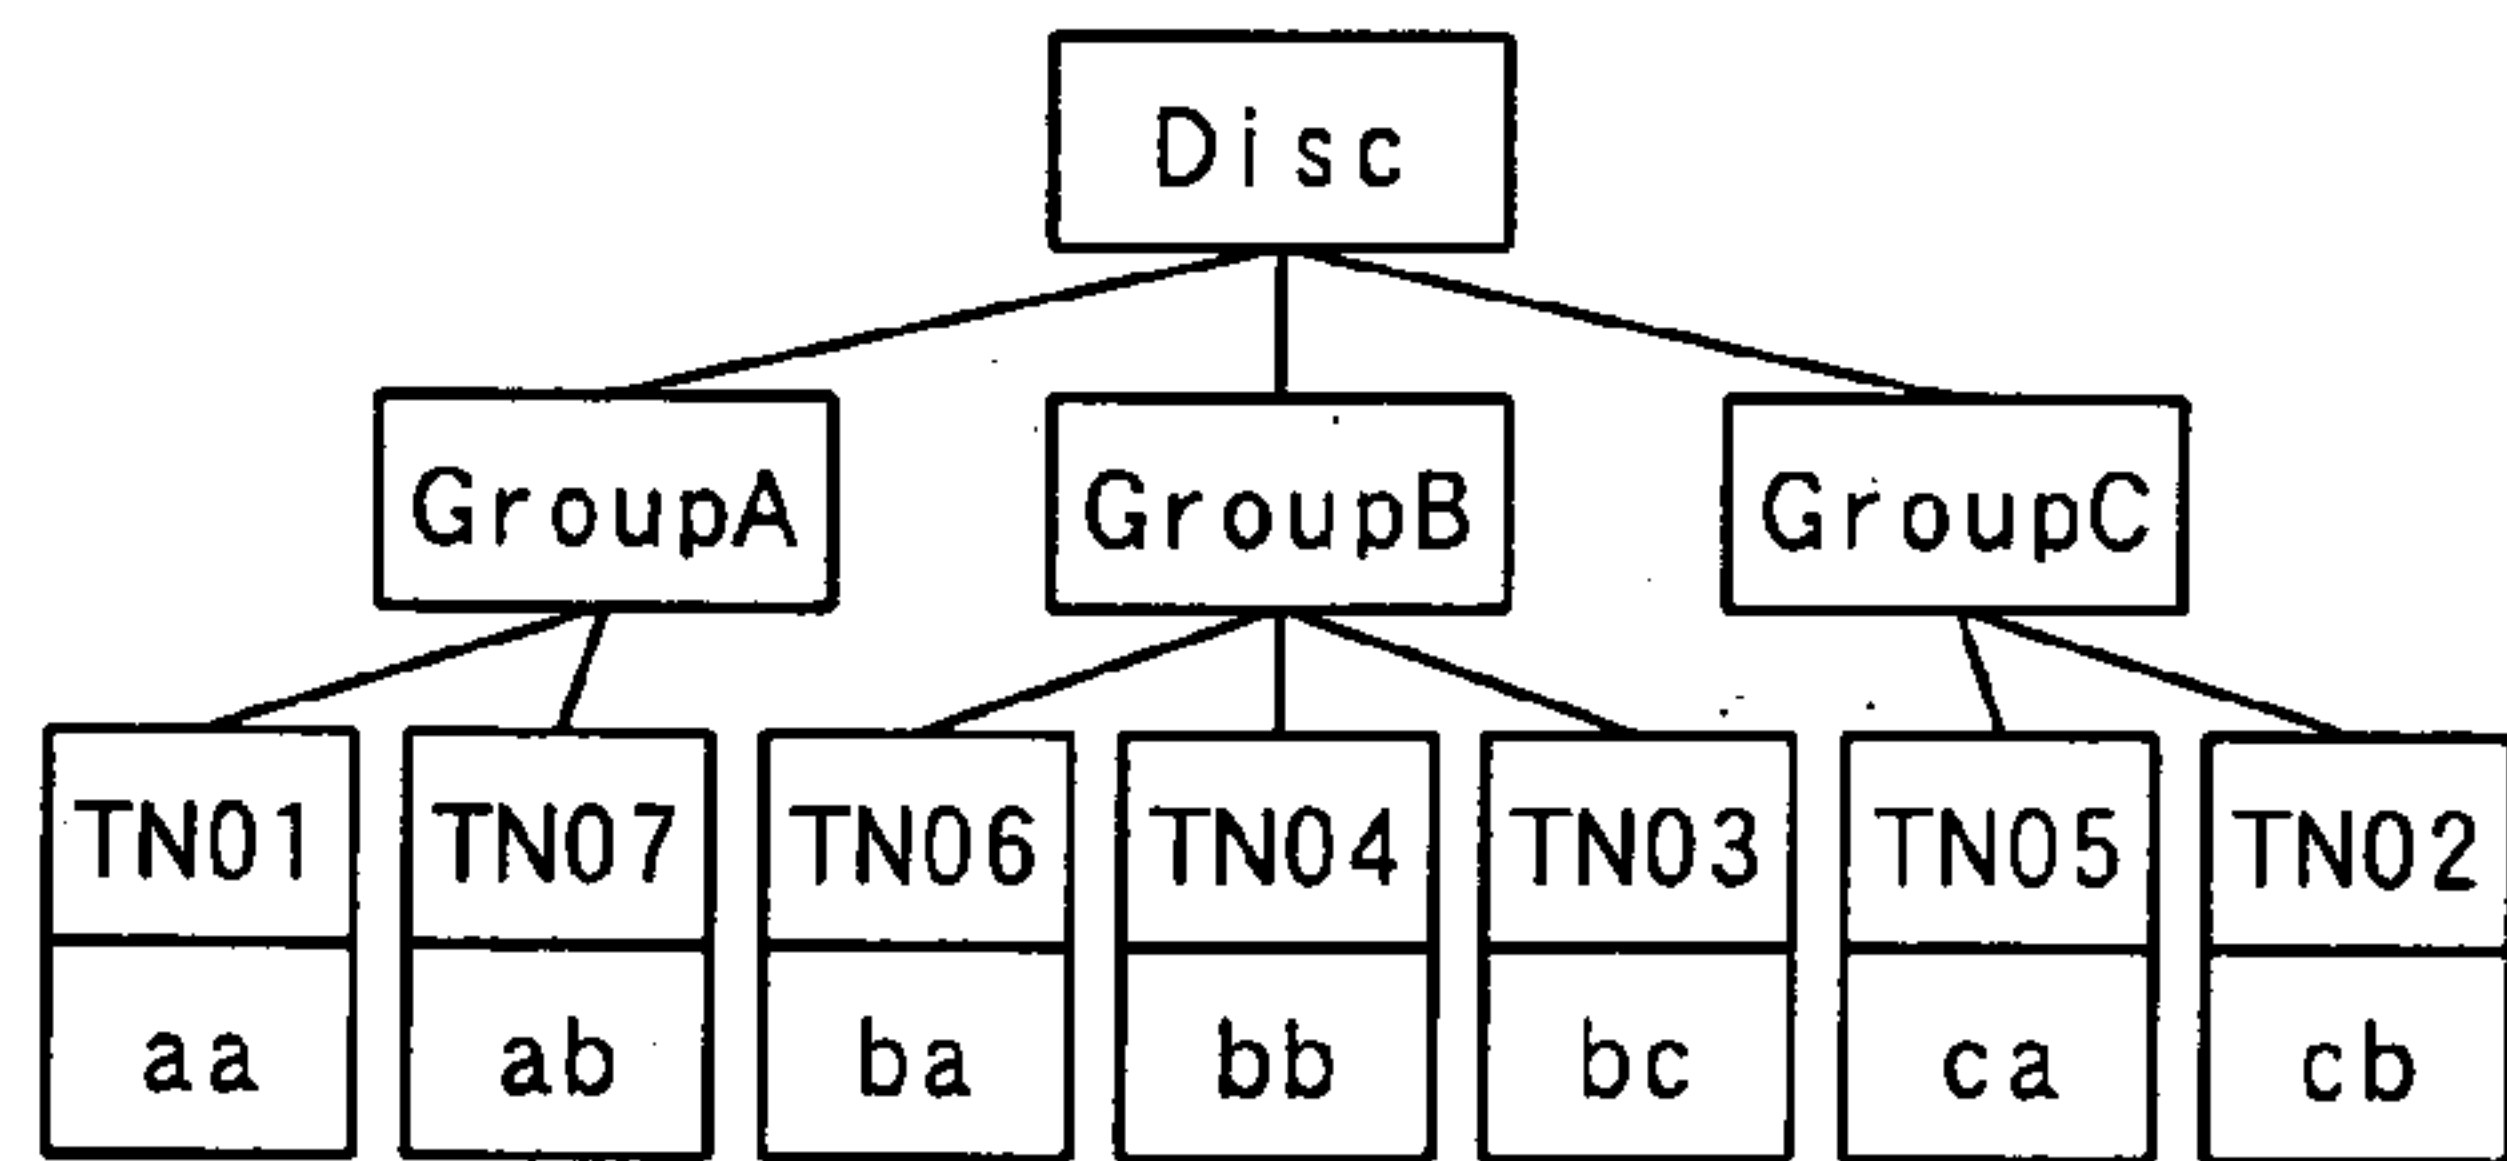 Disc
GroupA GroupB GroupC
TN01 TN07 TN06 TN04 TN03 TN05 TN02
aa ab ba bb bc ca cb